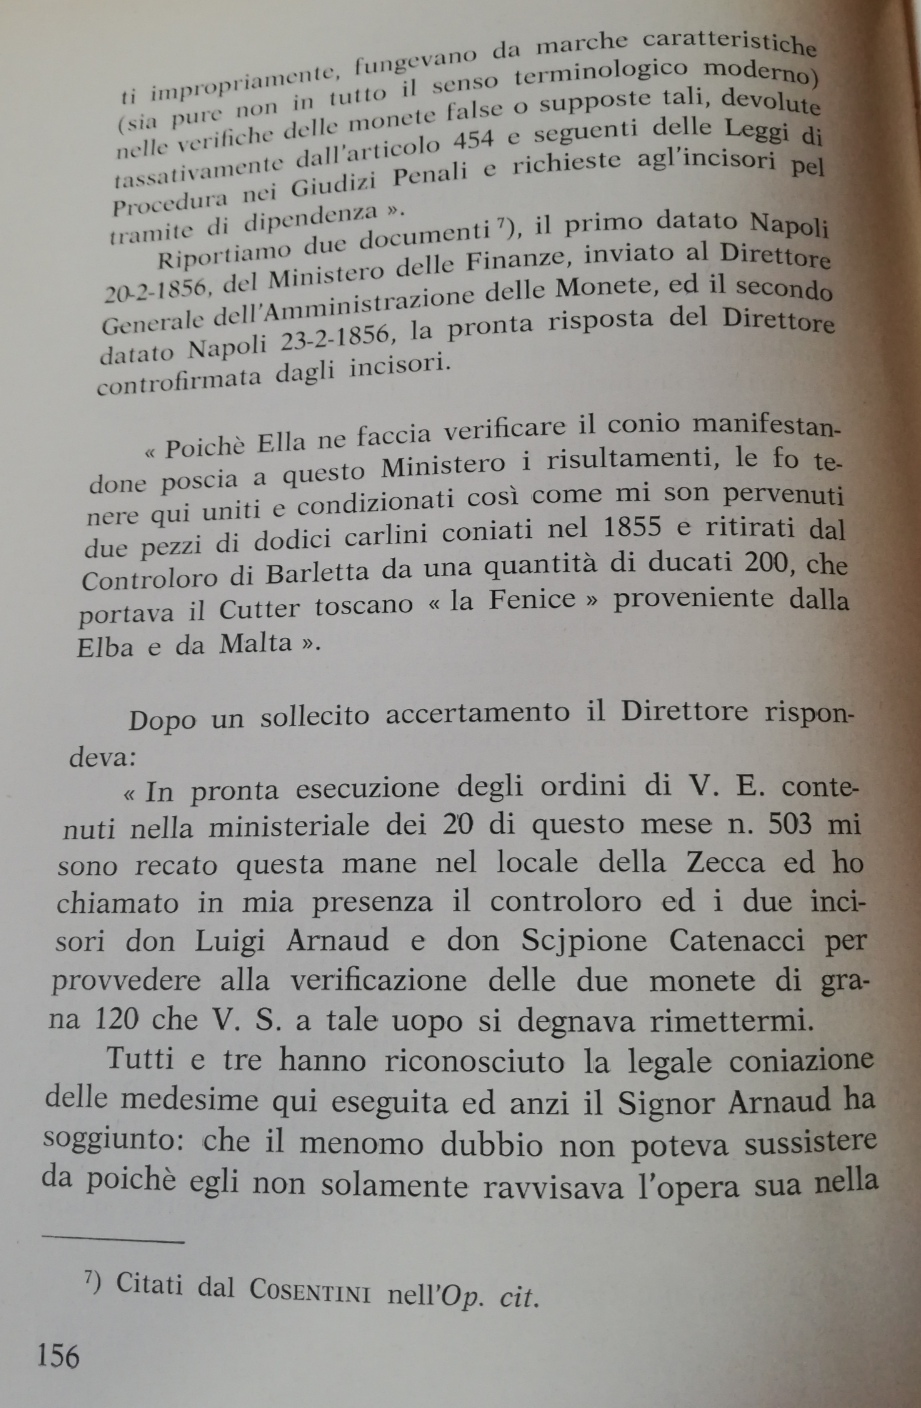 ti impropriamente, fungevano da marche caratteristiche
(sia pure non in tutto il senso terminologico moderno)
nelle verifiche delle monete false o supposte tali, devolute
tassativamente dall'articolo 454 e seguenti delle Leggi di
Procedura nei Giudizi Penali e richieste agl'incisori pel
tramite di dipendenza ».
Riportiamo due documenti ⁷), il primo datato Napoli
20-2-1856, del Ministero delle Finanze, inviato al Direttore
Generale dell'Amministrazione delle Monete, ed il secondo
datato Napoli 23-2-1856, la pronta risposta del Direttore
controfirmata dagli incisori.
« Poichè Ella ne faccia verificare il conio manifestan-
done poscia a questo Ministero i risultamenti, le fo te-
nere qui uniti e condizionati così come mi son pervenuti
due pezzi di dodici carlini coniati nel 1855 e ritirati dal
Controloro di Barletta da una quantità di ducati 200, che
portava il Cutter toscano « la Fenice » proveniente dalla
Elba e da Malta ».
Dopo un sollecito accertamento il Direttore rispon-
deva:
« In pronta esecuzione degli ordini di V. E. conte-
nuti nella ministeriale dei 20 di questo mese n. 503 mi
sono recato questa mane nel locale della Zecca ed ho
chiamato in mia presenza il controloro ed i due inci-
sori don Luigi Arnaud e don Scjpione Catenacci per
provvedere alla verificazione delle due monete di gra-
na 120 che V. S. a tale uopo si degnava rimettermi.
Tutti e tre hanno riconosciuto la legale coniazione
delle medesime qui eseguita ed anzi il Signor Arnaud ha
soggiunto: che il menomo dubbio non poteva sussistere
da poichè egli non solamente ravvisava l'opera sua nella
⁷) Citati dal COSENTINI nell'Op. cit.
156